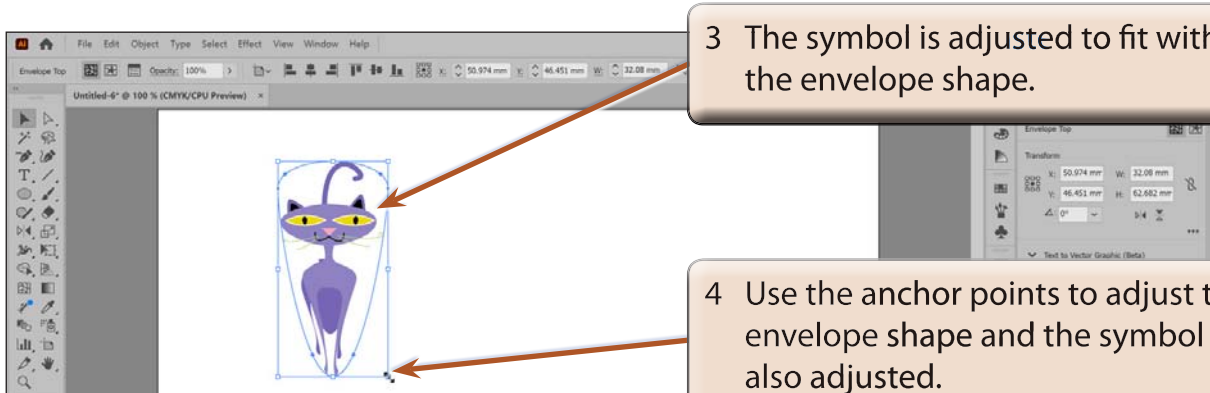 3 The symbol is adjusted to fit with
the envelope shape.
File Edit Object Type Select Effect View Window Help
Envelope Top Opacity: 100% X: 50.974 mm Y: 46.451 mm W: 32.08 mm
Untitled-6* @ 100 % (CMYK/CPU Preview) ×
Envelope Top
Transform
X: 50.974 mm W: 32.08 mm
Y: 46.451 mm H: 62.682 mm
0°
Text to Vector Graphic (Beta)
4 Use the anchor points to adjust t
envelope shape and the symbol
also adjusted.